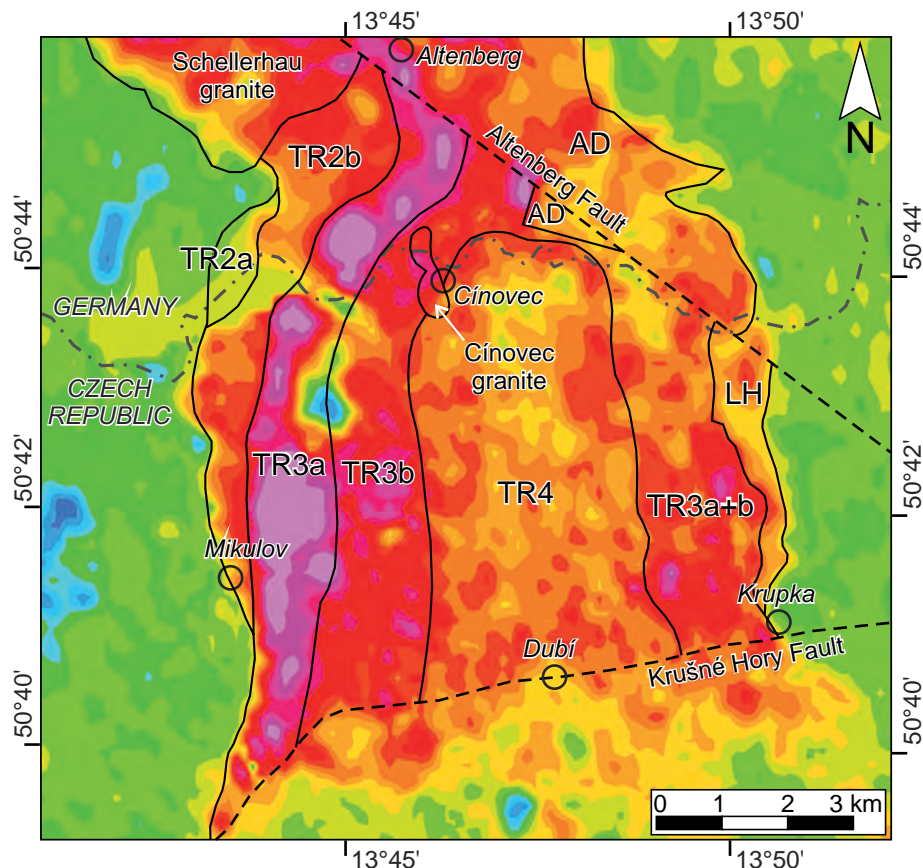 13°45'
13°50'
Schellerhau
granite
Altenberg
N
TR2b
Altenberg Fault
AD
AD
50°44'
50°44'
TR2a
GERMANY
Cínovec
Cínovec
granite
CZECH
REPUBLIC
LH
50°42'
50°42'
TR3a
TR3b
TR4
TR3a+b
Mikulov
Krupka
Dubí
Krušné Hory Fault
50°40'
50°40'
0 1 2 3 km
13°45'
13°50'